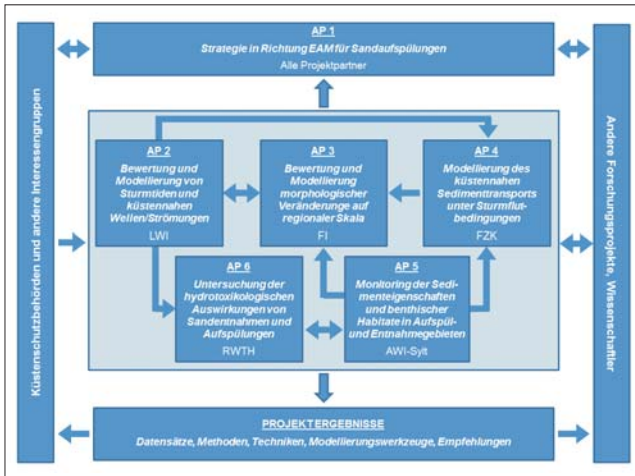 AP 1
Strategie in Richtung EAM für Sandaufspülungen
Alle Projektpartner
Küstenschutzbehörden und andere Interessengruppen
AP 2
Bewertung und
Modellierung von
Sturmtiden und
küstennahen
Wellen/Strömungen
LWI
AP 3
Bewertung und
Modellierung
morphologischer
Veränderunge auf
regionaler Skala
FI
AP 4
Modellierung des
küstennahen
Sedimenttransports
unter Sturmflut-
bedingungen
FZK
AP 6
Untersuchung der
hydrotoxikologischen
Auswirkungen von
Sandentnahmen und
Aufspülungen
RWTH
AP 5
Monitoring der Sedi-
menteigenschaften
und benthischer
Habitate in Aufspül-
und Entnahmegebieten
AWI-Sylt
Andere Forschungsprojekte, Wissenschaftler
PROJEKTERGEBNISSE
Datensätze, Methoden, Techniken, Modellierungswerkzeuge, Empfehlungen